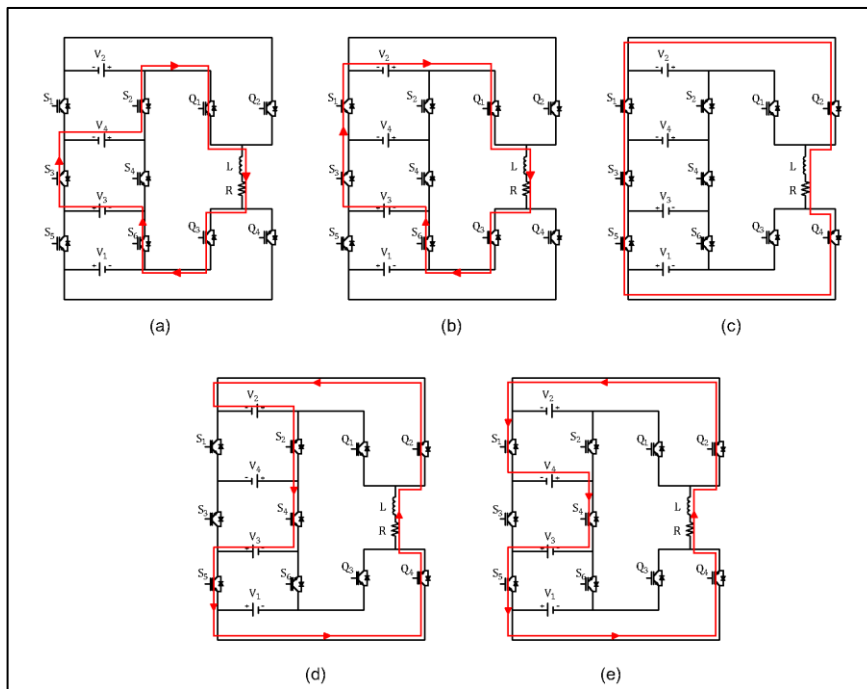 V2
- +
S1 S2 Q1 Q2
V4
- +
L
S3 S4 R
V3
+ -
S5 S6 Q3 Q4
V1
+ -
(a)
V2
- +
S1 S2 Q1 Q2
V4
- +
L
S3 S4 R
V3
+ -
S5 S6 Q3 Q4
V1
+ -
(b)
V2
- +
S1 S2 Q1 Q2
V4
- +
L
S3 S4 R
V3
+ -
S5 S6 Q3 Q4
V1
+ -
(c)
V2
- +
S1 S2 Q1 Q2
V4
- +
L
S3 S4 R
V3
+ -
S5 S6 Q3 Q4
V1
+ -
(d)
V2
- +
S1 S2 Q1 Q2
V4
- +
L
S3 S4 R
V3
+ -
S5 S6 Q3 Q4
V1
+ -
(e)